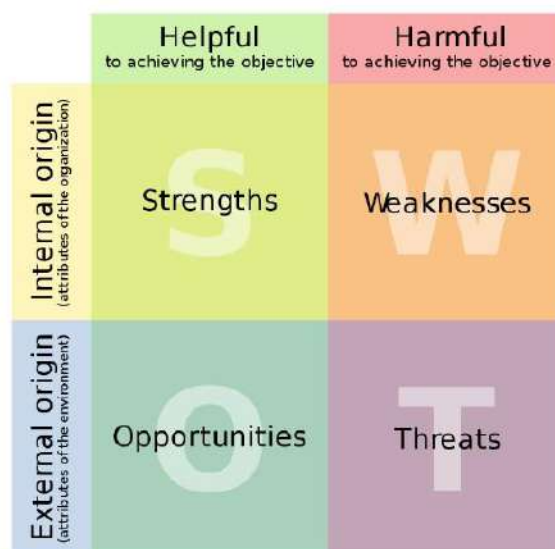 Helpful
to achieving the objective
Harmful
to achieving the objective
Internal origin
(attributes of the organization)
S
Strengths
W
Weaknesses
External origin
(attributes of the environment)
O
Opportunities
T
Threats